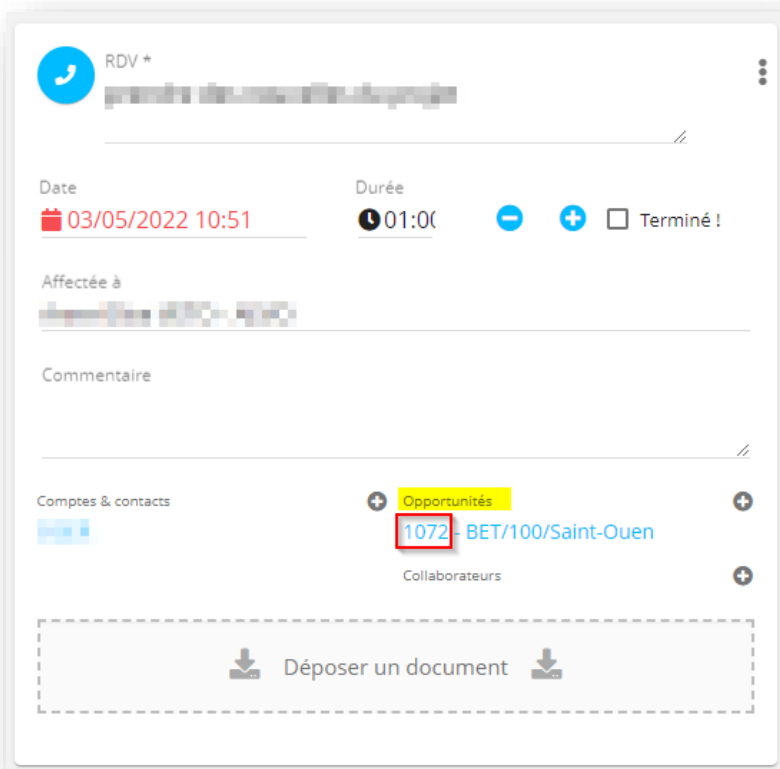 RDV *
Date
Durée
03/05/2022 10:51
01:00
Terminé !
Affectée à
Commentaire
Comptes & contacts
Opportunités
1072 - BET/100/Saint-Ouen
Collaborateurs
Déposer un document